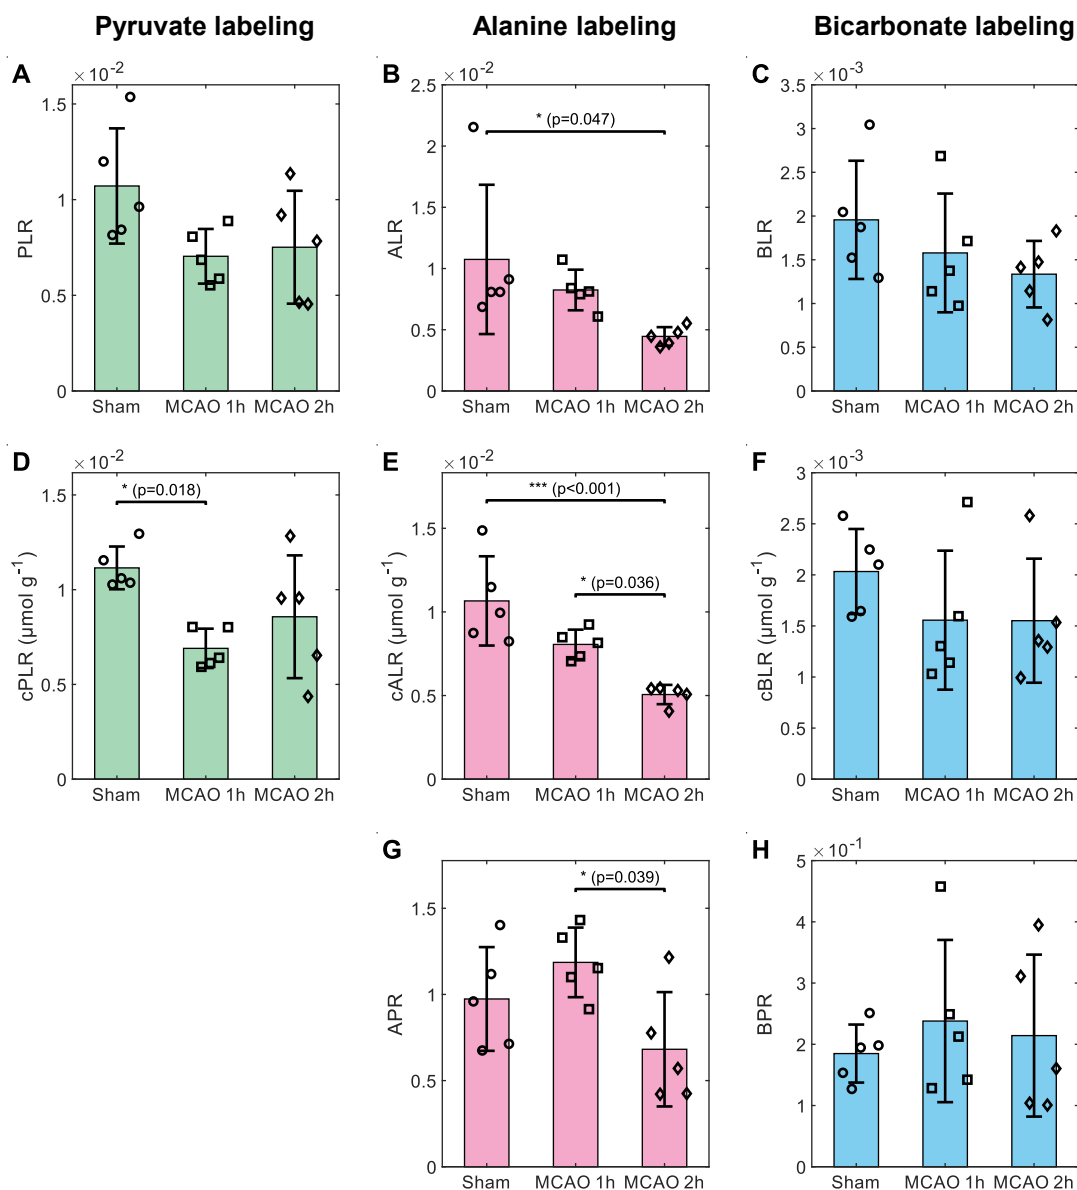 Pyruvate labeling Alanine labeling Bicarbonate labeling
A
×10⁻²
1.5
1
0.5
0
PLR
Sham MCAO 1h MCAO 2h
B
×10⁻²
2.5
2
1.5
1
0.5
0
ALR
* (p=0.047)
Sham MCAO 1h MCAO 2h
C
×10⁻³
3.5
3
2.5
2
1.5
1
0.5
0
BLR
Sham MCAO 1h MCAO 2h
D
×10⁻²
1.5
1
0.5
0
cPLR (μmol g⁻¹)
* (p=0.018)
Sham MCAO 1h MCAO 2h
E
×10⁻²
1.5
1
0.5
0
cALR (μmol g⁻¹)
*** (p<0.001)
* (p=0.036)
Sham MCAO 1h MCAO 2h
F
×10⁻³
3
2.5
2
1.5
1
0.5
0
cBLR (μmol g⁻¹)
Sham MCAO 1h MCAO 2h
G
1.5
1
0.5
0
APR
* (p=0.039)
Sham MCAO 1h MCAO 2h
H
×10⁻¹
5
4
3
2
1
0
BPR
Sham MCAO 1h MCAO 2h